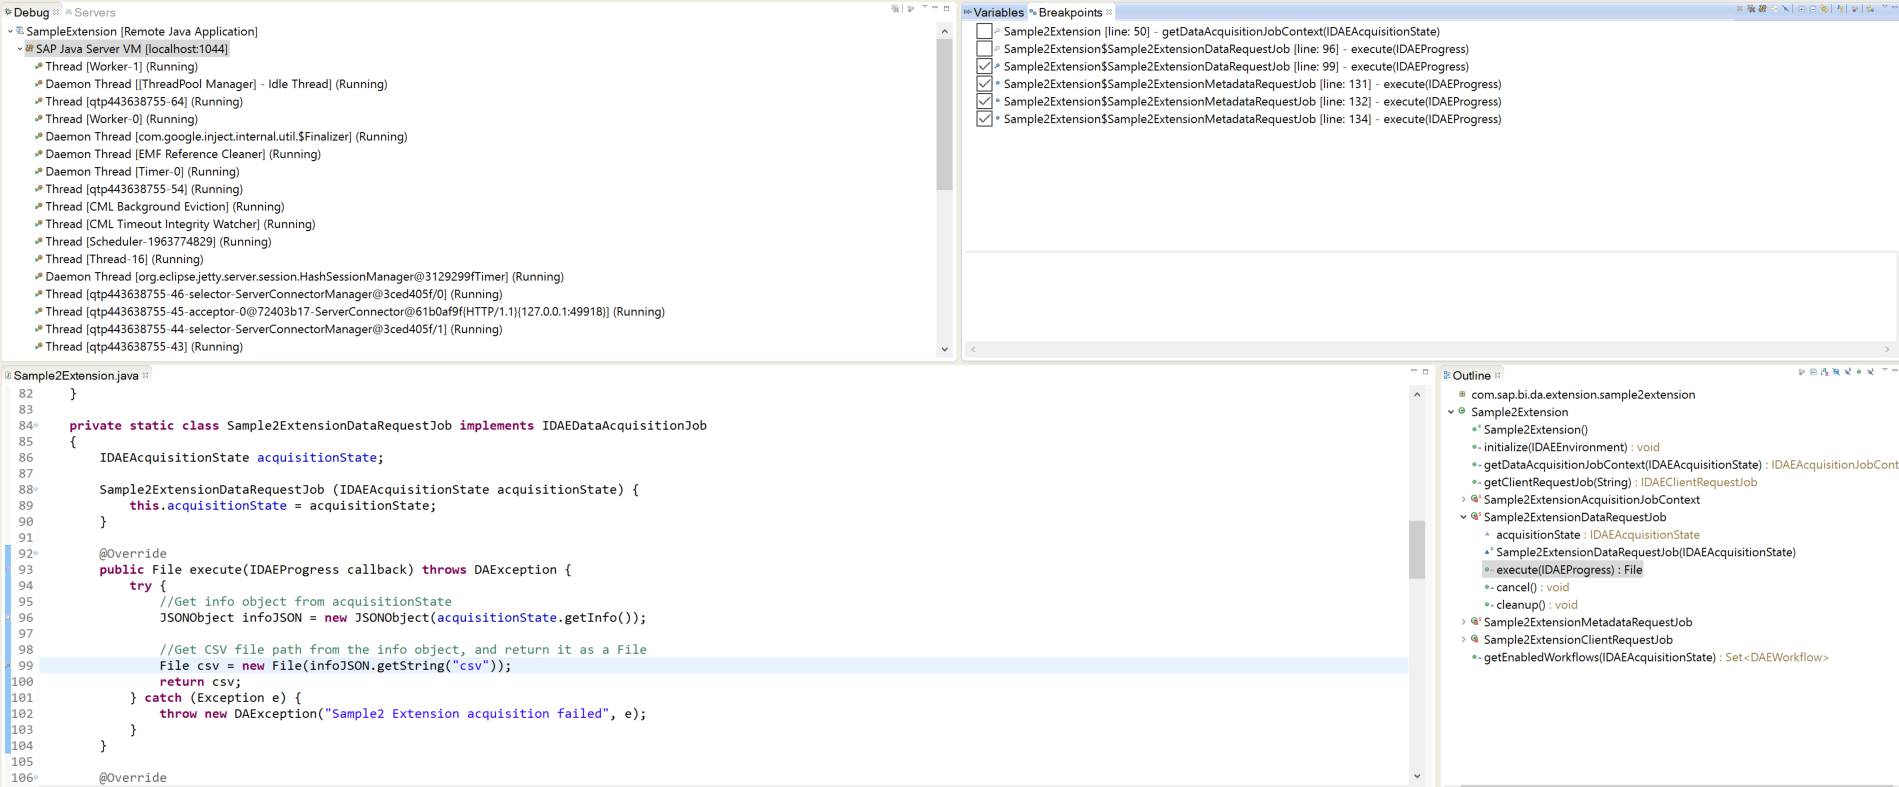 Debug Servers
SampleExtension [Remote Java Application]
SAP Java Server VM [localhost:1044]
Thread [Worker-1] (Running)
Daemon Thread [[ThreadPool Manager] - Idle Thread] (Running)
Thread [qtp443638755-64] (Running)
Thread [Worker-0] (Running)
Daemon Thread [com.google.inject.internal.util.$Finalizer] (Running)
Daemon Thread [EMF Reference Cleaner] (Running)
Daemon Thread [Timer-0] (Running)
Thread [qtp443638755-54] (Running)
Thread [CML Background Eviction] (Running)
Thread [CML Timeout Integrity Watcher] (Running)
Thread [Scheduler-1963774829] (Running)
Thread [Thread-16] (Running)
Daemon Thread [org.eclipse.jetty.server.session.HashSessionManager@3129299fTimer] (Running)
Thread [qtp443638755-46-selector-ServerConnectorManager@3ced405f/0] (Running)
Thread [qtp443638755-45-acceptor-0@72403b17-ServerConnector@61b0af9f{HTTP/1.1}{127.0.0.1:49918}] (Running)
Thread [qtp443638755-44-selector-ServerConnectorManager@3ced405f/1] (Running)
Thread [qtp443638755-43] (Running)
Variables Breakpoints
Sample2Extension [line: 50] - getDataAcquisitionJobContext(IDAEAcquisitionState)
Sample2Extension$Sample2ExtensionDataRequestJob [line: 96] - execute(IDAEProgress)
Sample2Extension$Sample2ExtensionDataRequestJob [line: 99] - execute(IDAEProgress)
Sample2Extension$Sample2ExtensionMetadataRequestJob [line: 131] - execute(IDAEProgress)
Sample2Extension$Sample2ExtensionMetadataRequestJob [line: 132] - execute(IDAEProgress)
Sample2Extension$Sample2ExtensionMetadataRequestJob [line: 134] - execute(IDAEProgress)
Sample2Extension.java
82 }
83
84 private static class Sample2ExtensionDataRequestJob implements IDAEDataAcquisitionJob
85 {
86 IDAEAcquisitionState acquisitionState;
87
88 Sample2ExtensionDataRequestJob (IDAEAcquisitionState acquisitionState) {
89 this.acquisitionState = acquisitionState;
90 }
91
92 @Override
93 public File execute(IDAEProgress callback) throws DAException {
94 try {
95 //Get info object from acquisitionState
96 JSONObject infoJSON = new JSONObject(acquisitionState.getInfo());
97
98 //Get CSV file path from the info object, and return it as a File
99 File csv = new File(infoJSON.getString("csv"));
100 return csv;
101 } catch (Exception e) {
102 throw new DAException("Sample2 Extension acquisition failed", e);
103 }
104 }
105
106 @Override
Outline
com.sap.bi.da.extension.sample2extension
Sample2Extension
Sample2Extension()
initialize(IDAEEnvironment) : void
getDataAcquisitionJobContext(IDAEAcquisitionState) : IDAEAcquisitionJobCont
getClientRequestJob(String) : IDAEClientRequestJob
Sample2ExtensionAcquisitionJobContext
Sample2ExtensionDataRequestJob
acquisitionState : IDAEAcquisitionState
Sample2ExtensionDataRequestJob(IDAEAcquisitionState)
execute(IDAEProgress) : File
cancel() : void
cleanup() : void
Sample2ExtensionMetadataRequestJob
Sample2ExtensionClientRequestJob
getEnabledWorkflows(IDAEAcquisitionState) : Set<DAEWorkflow>